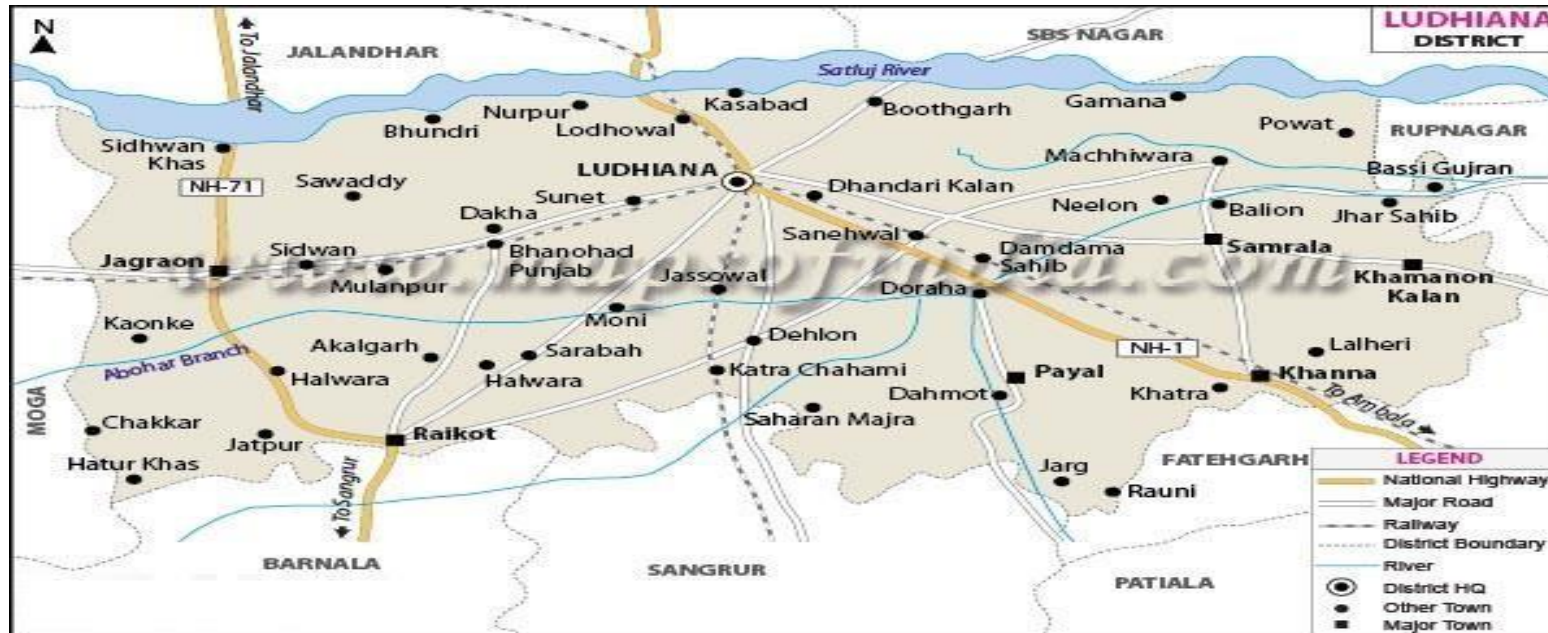 N
LUDHIANA
DISTRICT
JALANDHAR
SBS NAGAR
To Jalandhar
Satluj River
Nurpur
Kasabad
Boothgarh
Gamana
Bhundri
Lodhowal
Powat
RUPNAGAR
Sidhwan
Khas
NH-71
Sawaddy
LUDHIANA
Machhiwara
Bassi Gujran
Sunet
Dhandari Kalan
Neelon
Balion
Jhar Sahib
Dakha
Sanehwal
Bhanohad
Punjab
Sidwan
Damdama
Sahib
Samrala
Jagraon
Mulanpur
Jassowal
Doraha
Khamanon
Kalan
www.mapsofindia.com
Kaonke
Moni
Dehlon
NH-1
Abohar Branch
Akalgarh
Sarabah
Lalheri
Halwara
Halwara
Katra Chahami
Payal
Khanna
Dahmot
Khatra
To Ambala
MOGA
Chakkar
Jatpur
Raikot
Saharan Majra
Hatur Khas
To Sangrur
Jarg
Rauni
FATEHGARH
BARNALA
SANGRUR
PATIALA
LEGEND
National Highway
Major Road
Railway
District Boundary
River
District HQ
Other Town
Major Town